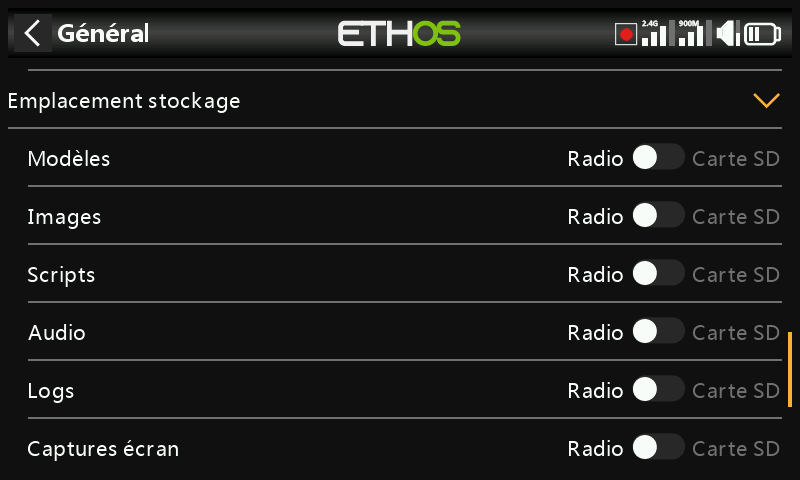 Général
ETHOS
2.4G 900M
Emplacement stockage
Modèles Radio Carte SD
Images Radio Carte SD
Scripts Radio Carte SD
Audio Radio Carte SD
Logs Radio Carte SD
Captures écran Radio Carte SD